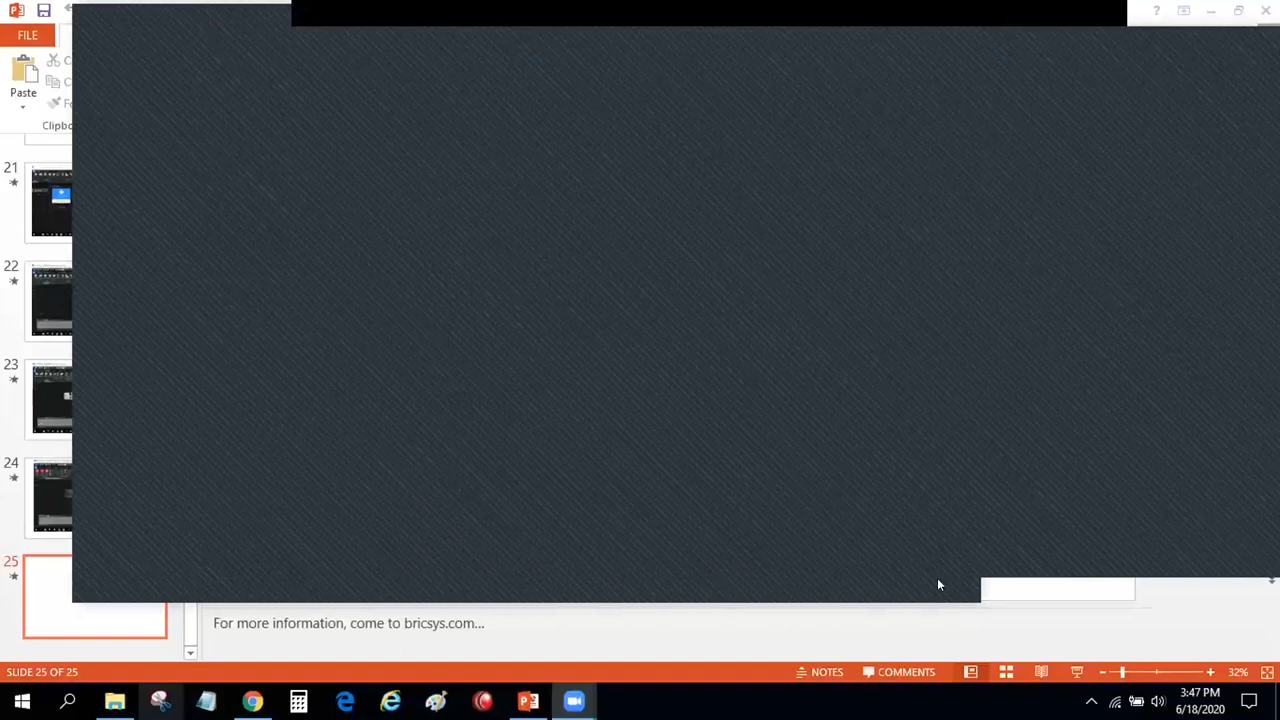 ?
FILE
Paste
Clipb
21
22
23
24
25
For more information, come to bricsys.com...
SLIDE 25 OF 25
NOTES
COMMENTS
32%
3:47 PM
6/18/2020